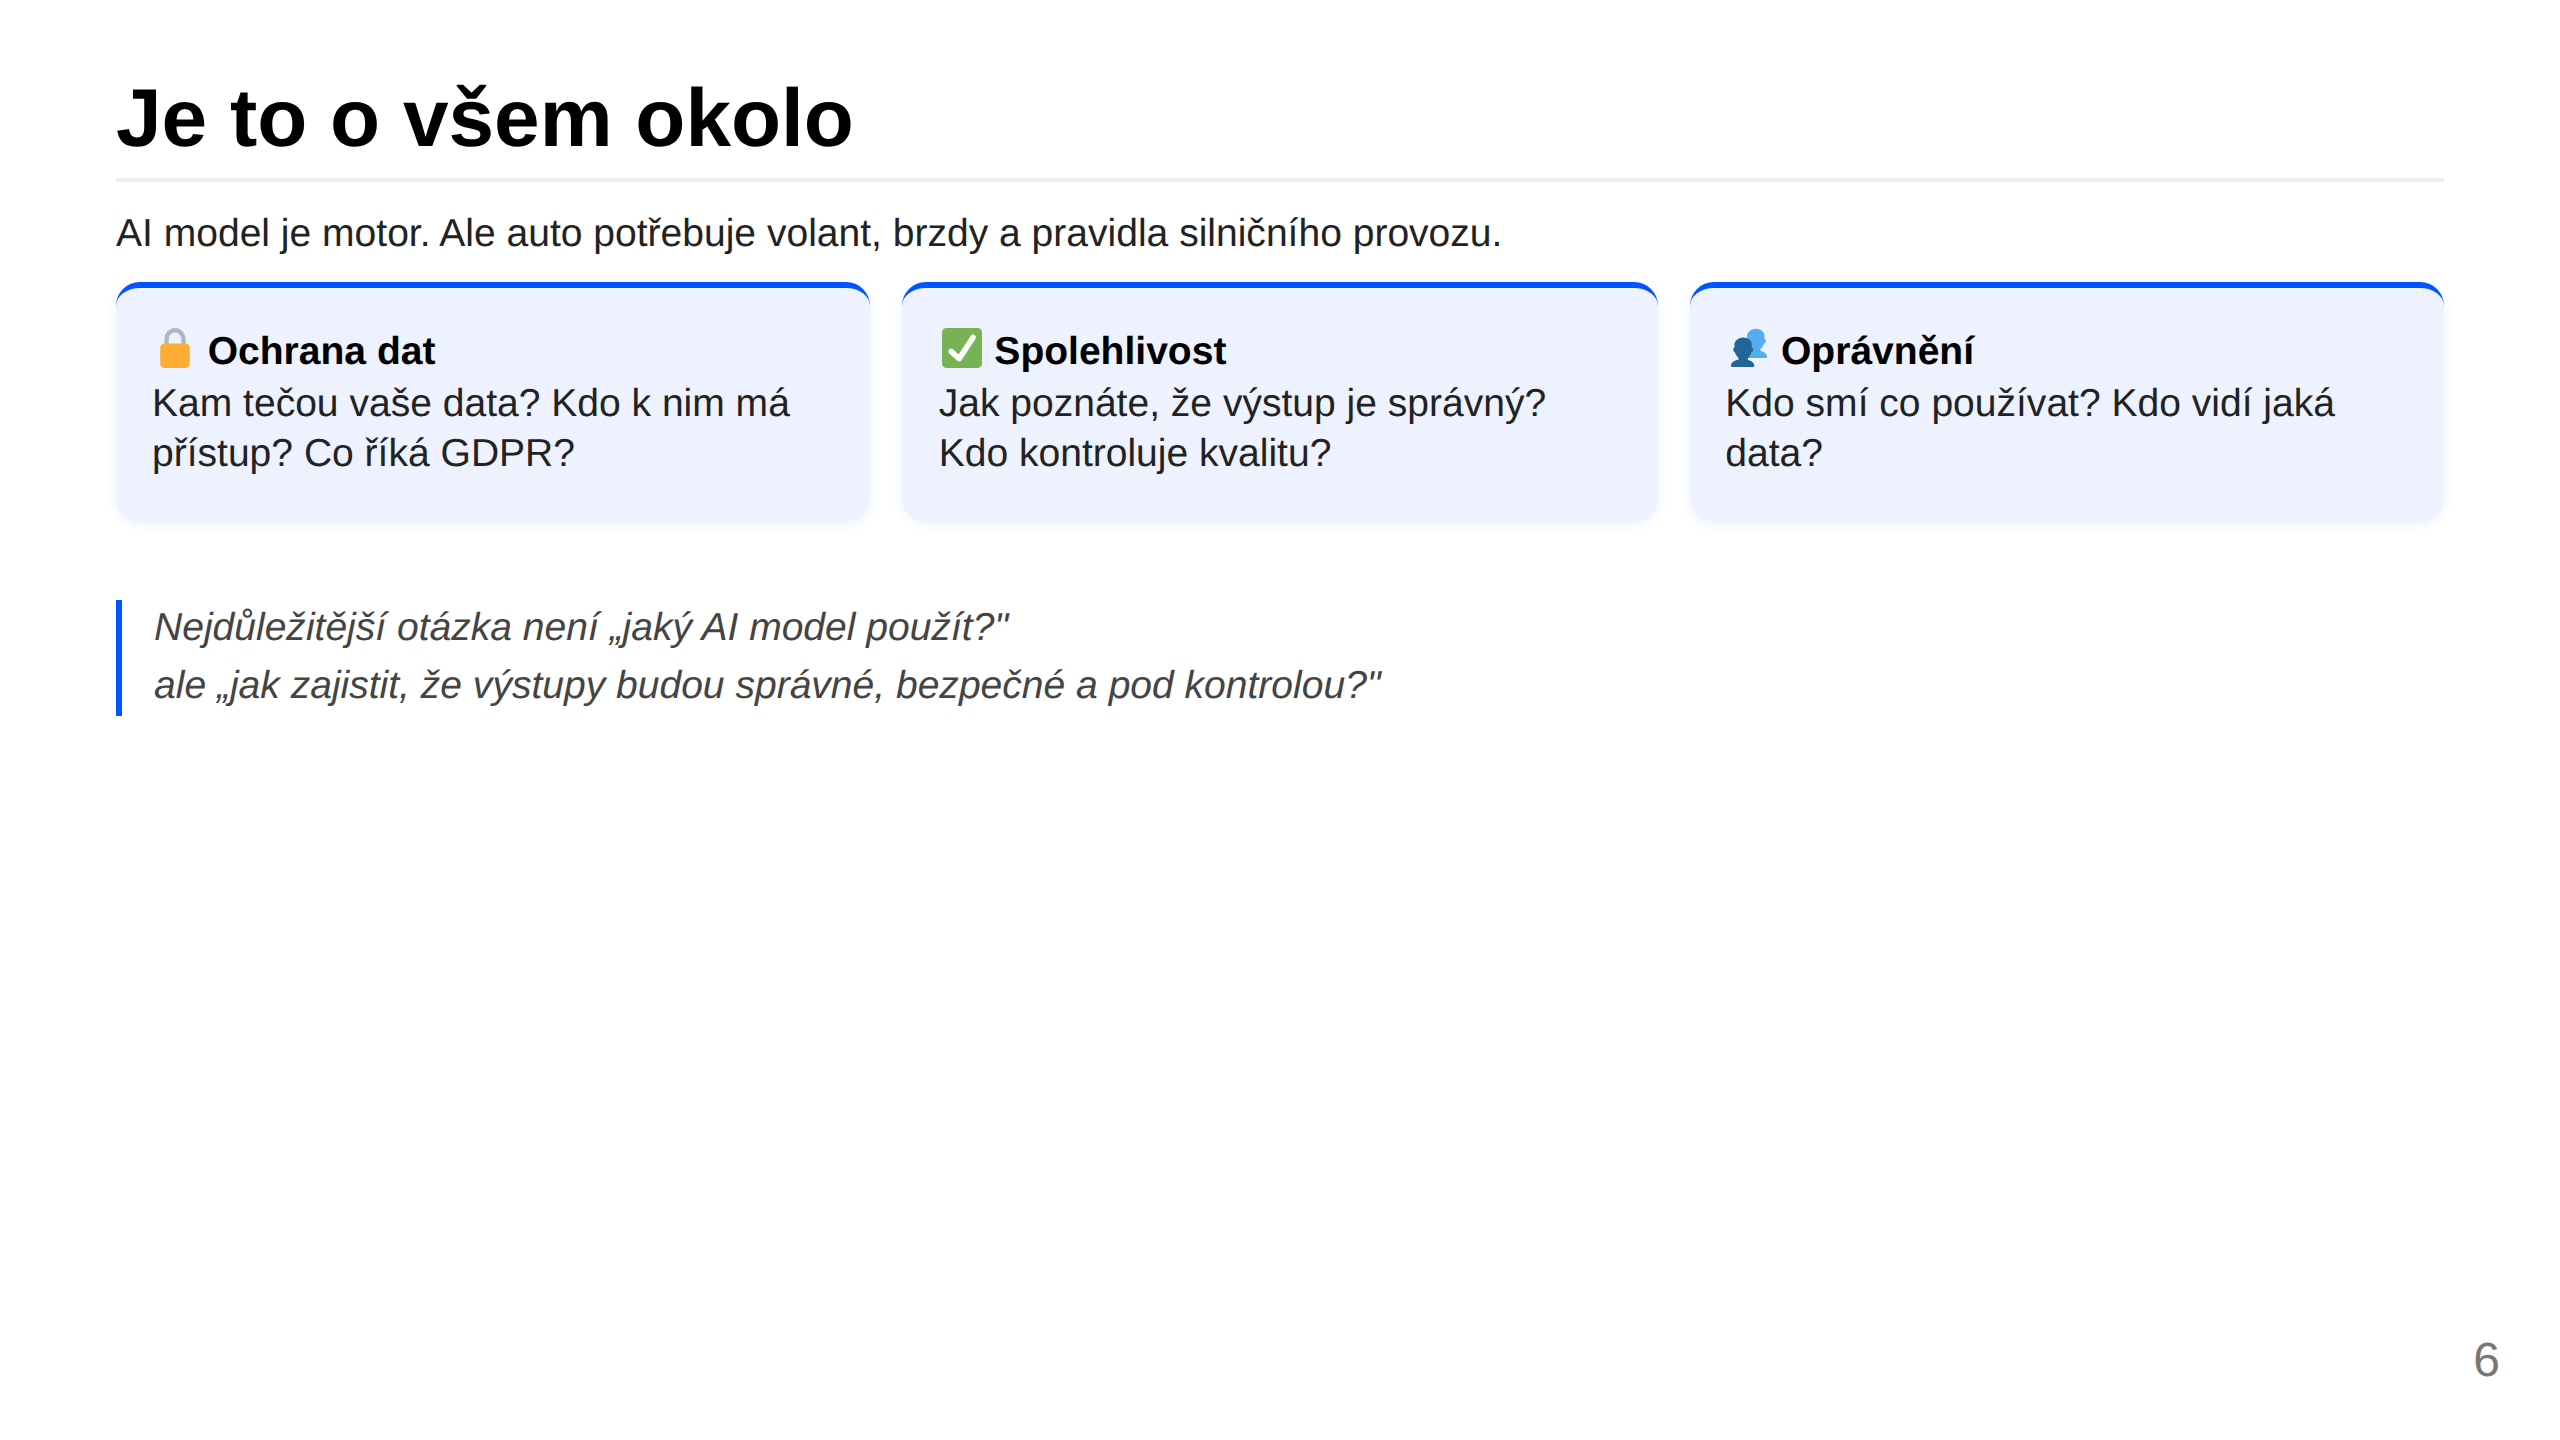 Je to o všem okolo
AI model je motor. Ale auto potřebuje volant, brzdy a pravidla silničního provozu.
Ochrana dat
Kam tečou vaše data? Kdo k nim má
přístup? Co říká GDPR?
Spolehlivost
Jak poznáte, že výstup je správný?
Kdo kontroluje kvalitu?
Oprávnění
Kdo smí co používat? Kdo vidí jaká
data?
Nejdůležitější otázka není „jaký AI model použít?"
ale „jak zajistit, že výstupy budou správné, bezpečné a pod kontrolou?"
6